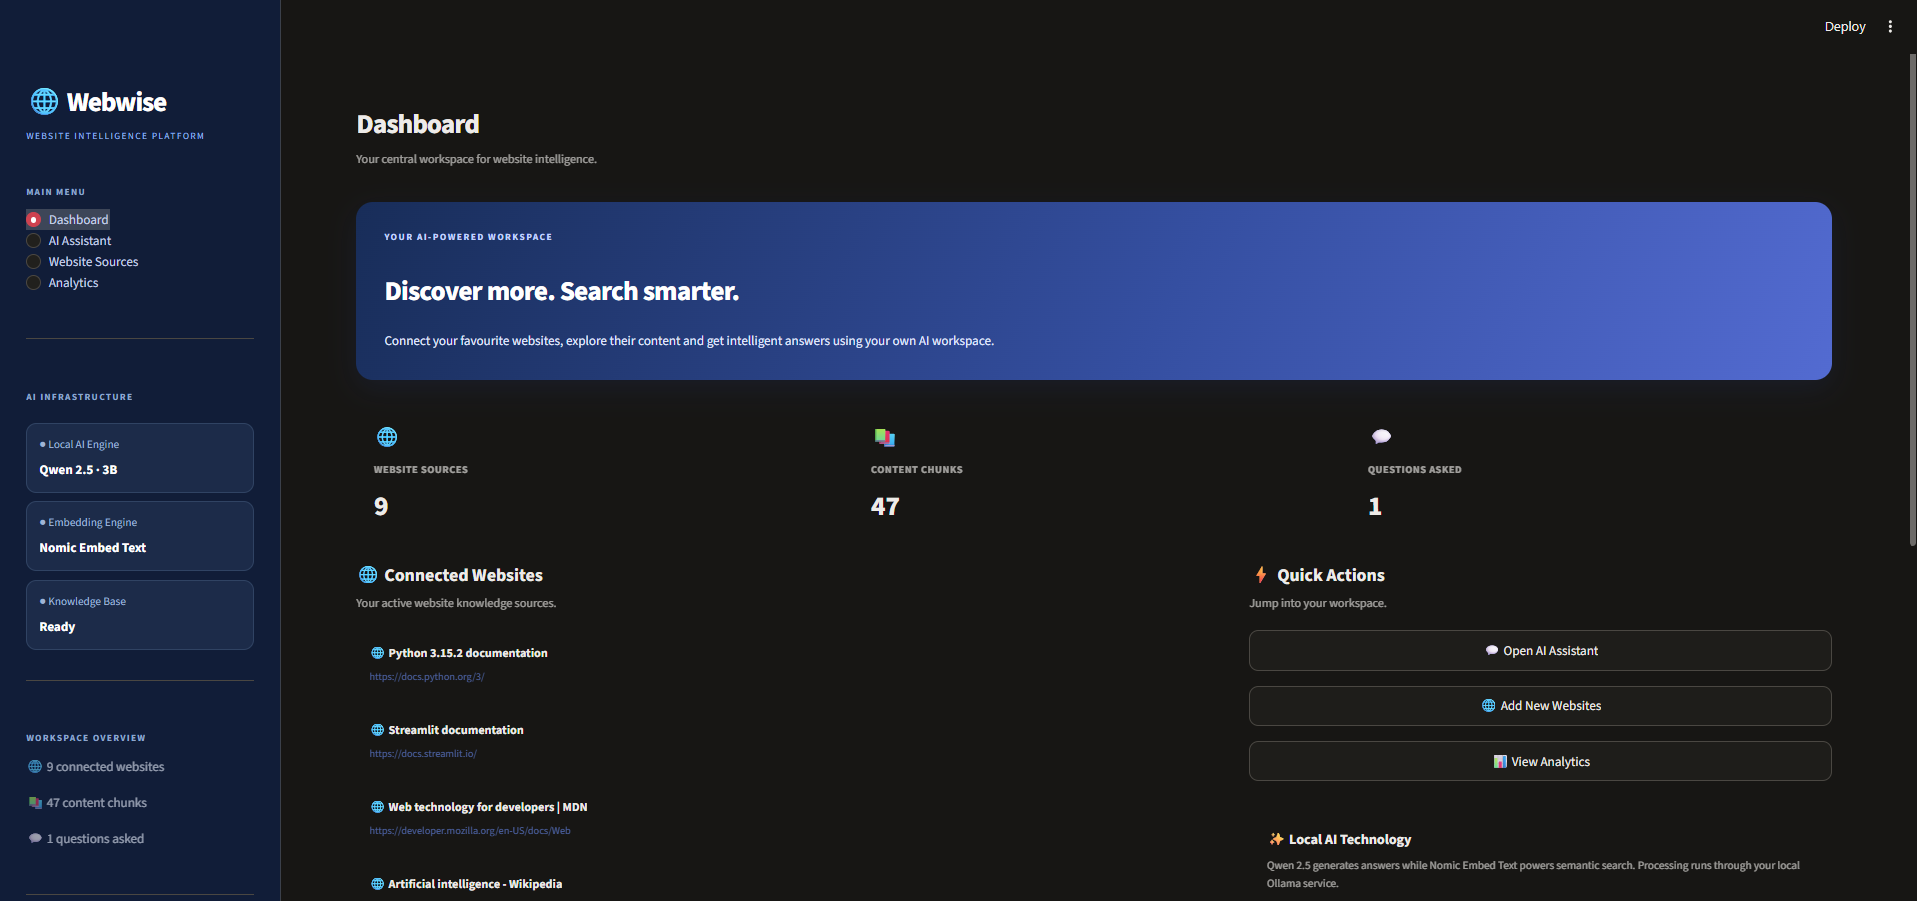 Deploy
Webwise
WEBSITE INTELLIGENCE PLATFORM
MAIN MENU
Dashboard
AI Assistant
Website Sources
Analytics
AI INFRASTRUCTURE
Local AI Engine
Qwen 2.5 · 3B
Embedding Engine
Nomic Embed Text
Knowledge Base
Ready
WORKSPACE OVERVIEW
9 connected websites
47 content chunks
1 questions asked
Dashboard
Your central workspace for website intelligence.
YOUR AI-POWERED WORKSPACE
Discover more. Search smarter.
Connect your favourite websites, explore their content and get intelligent answers using your own AI workspace.
WEBSITE SOURCES
9
CONTENT CHUNKS
47
QUESTIONS ASKED
1
Connected Websites
Your active website knowledge sources.
Python 3.15.2 documentation
https://docs.python.org/3/
Streamlit documentation
https://docs.streamlit.io/
Web technology for developers | MDN
https://developer.mozilla.org/en-US/docs/Web
Artificial intelligence - Wikipedia
Quick Actions
Jump into your workspace.
Open AI Assistant
Add New Websites
View Analytics
Local AI Technology
Qwen 2.5 generates answers while Nomic Embed Text powers semantic search. Processing runs through your local
Ollama service.